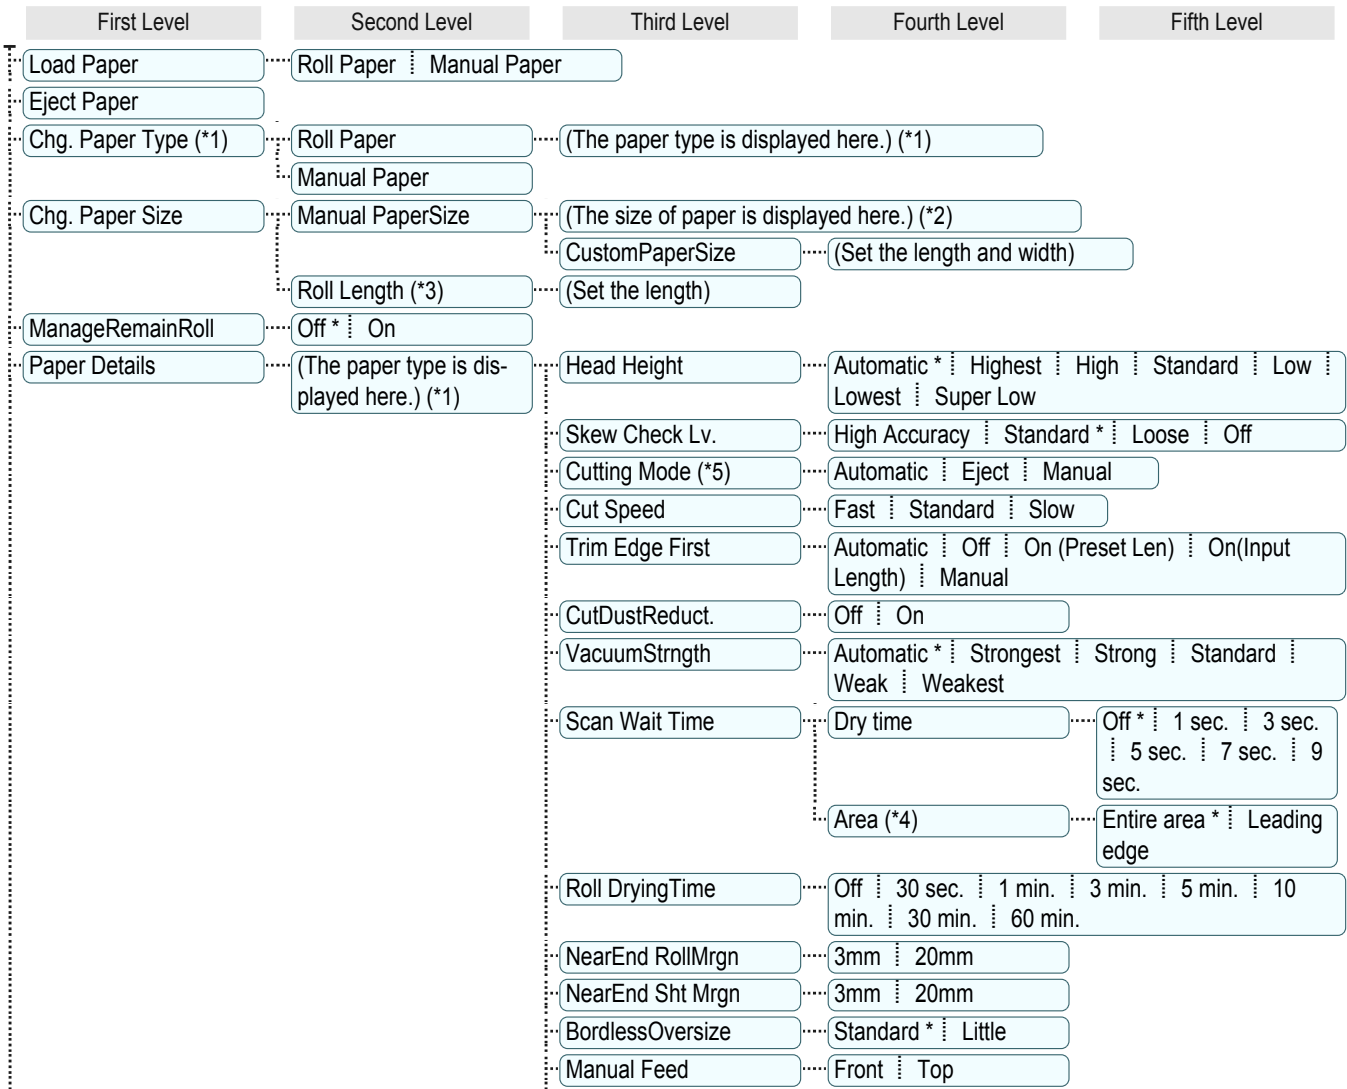 First Level Second Level Third Level Fourth Level Fifth Level
Load Paper Roll Paper Manual Paper
Eject Paper
Chg. Paper Type (*1) Roll Paper (The paper type is displayed here.) (*1)
Manual Paper
Chg. Paper Size Manual PaperSize (The size of paper is displayed here.) (*2)
CustomPaperSize (Set the length and width)
Roll Length (*3) (Set the length)
ManageRemainRoll Off * On
Paper Details (The paper type is dis-
played here.) (*1)
Head Height Automatic * Highest High Standard Low
Lowest Super Low
Skew Check Lv. High Accuracy Standard * Loose Off
Cutting Mode (*5) Automatic Eject Manual
Cut Speed Fast Standard Slow
Trim Edge First Automatic Off On (Preset Len) On(Input
Length) Manual
CutDustReduct. Off On
VacuumStrngth Automatic * Strongest Strong Standard
Weak Weakest
Scan Wait Time Dry time Off * 1 sec. 3 sec.
5 sec. 7 sec. 9
sec.
Area (*4) Entire area * Leading
edge
Roll DryingTime Off 30 sec. 1 min. 3 min. 5 min. 10
min. 30 min. 60 min.
NearEnd RollMrgn 3mm 20mm
NearEnd Sht Mrgn 3mm 20mm
BordlessOversize Standard * Little
Manual Feed Front Top